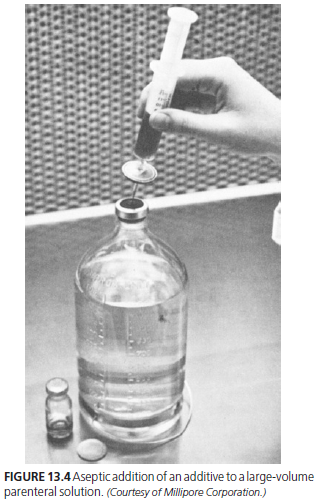 FIGURE 13.4 Aseptic addition of an additive to a large-volume
parenteral solution. (Courtesy of Millipore Corporation.)